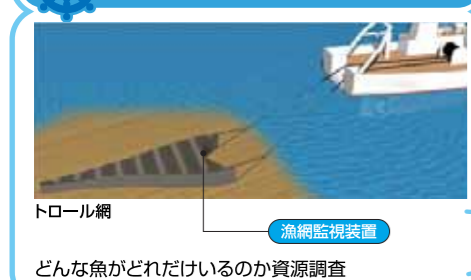 トロール網
漁網監視装置
どんな魚がどれだけいるのか資源調査